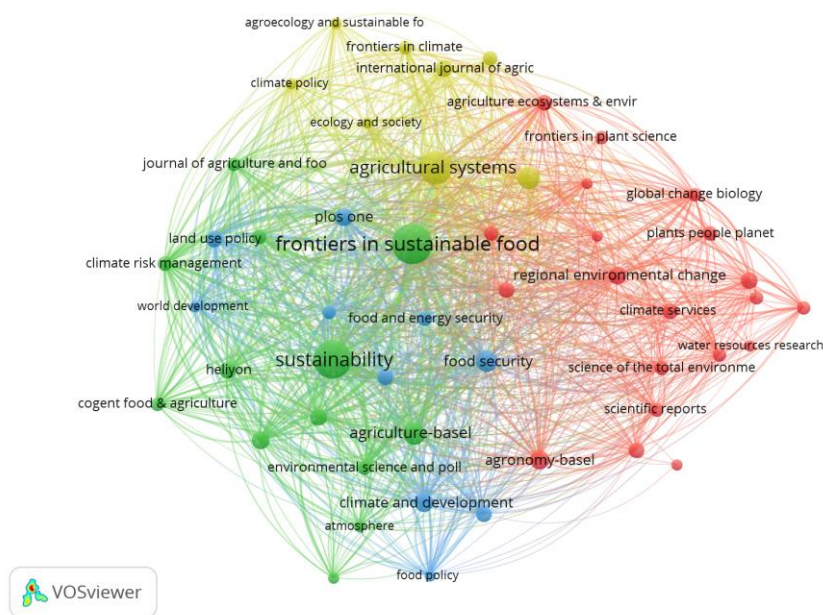 agroecology and sustainable fo
frontiers in climate
international journal of agric
climate policy
agriculture ecosystems & envir
ecology and society
frontiers in plant science
journal of agriculture and foo
agricultural systems
global change biology
plos one
plants people planet
land use policy
frontiers in sustainable food
climate risk management
regional environmental change
world development
climate services
food and energy security
water resources research
sustainability
food security
heliyon
science of the total environme
cogent food & agriculture
scientific reports
agriculture-basel
agronomy-basel
environmental science and poll
climate and development
atmosphere
food policy
VOSviewer